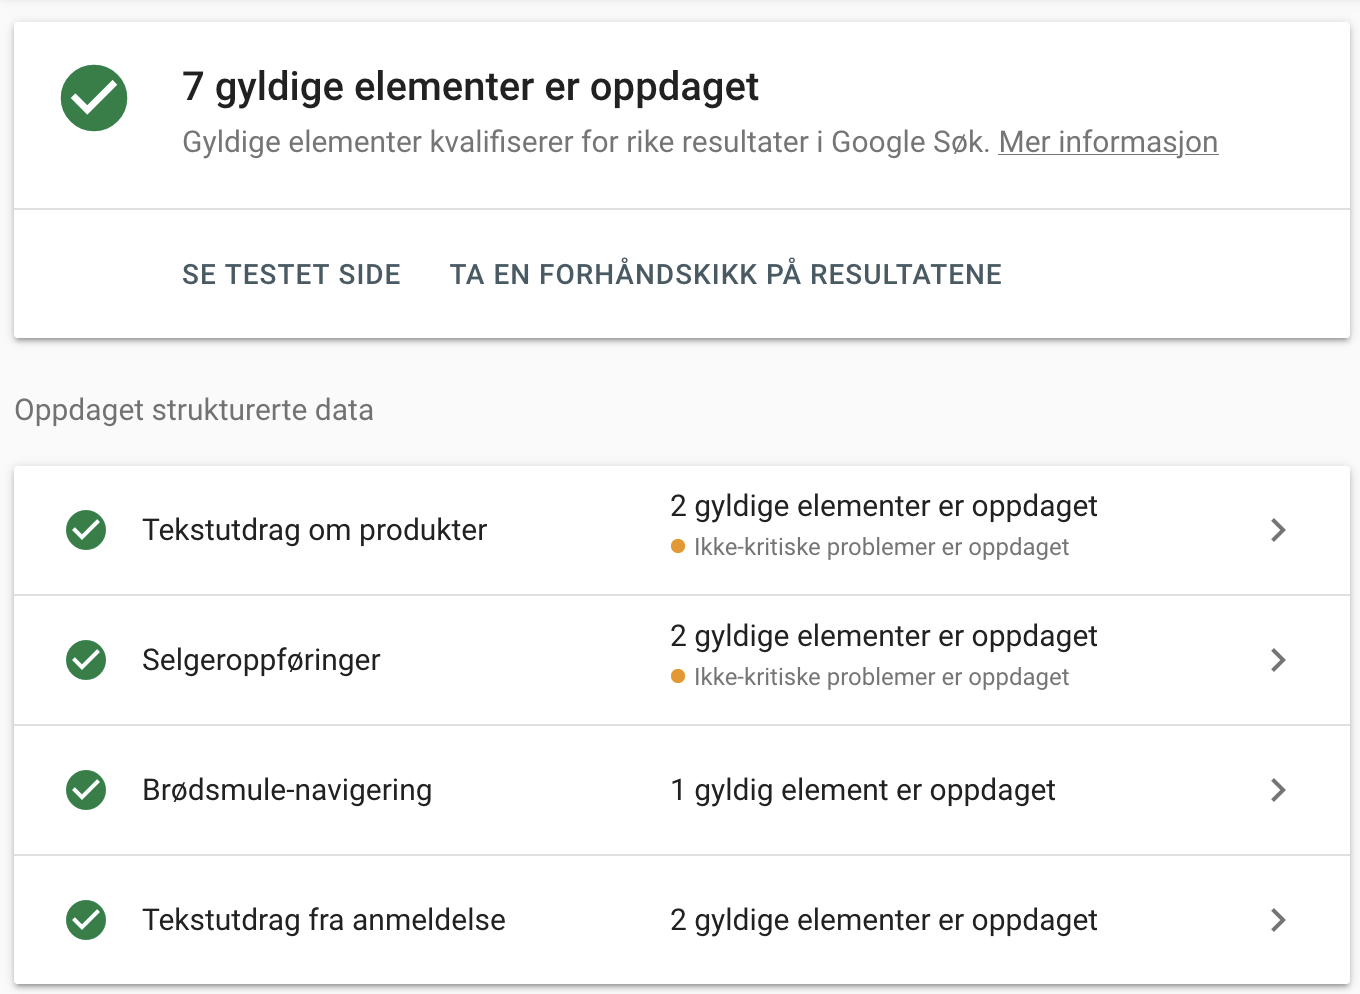 7 gyldige elementer er oppdaget
Gyldige elementer kvalifiserer for rike resultater i Google Søk. Mer informasjon
SE TESTET SIDE
TA EN FORHÅNDSKIKK PÅ RESULTATENE
Oppdaget strukturerte data
Tekstutdrag om produkter
2 gyldige elementer er oppdaget
Ikke-kritiske problemer er oppdaget
Selgeroppføringer
2 gyldige elementer er oppdaget
Ikke-kritiske problemer er oppdaget
Brødsmule-navigering
1 gyldig element er oppdaget
Tekstutdrag fra anmeldelse
2 gyldige elementer er oppdaget